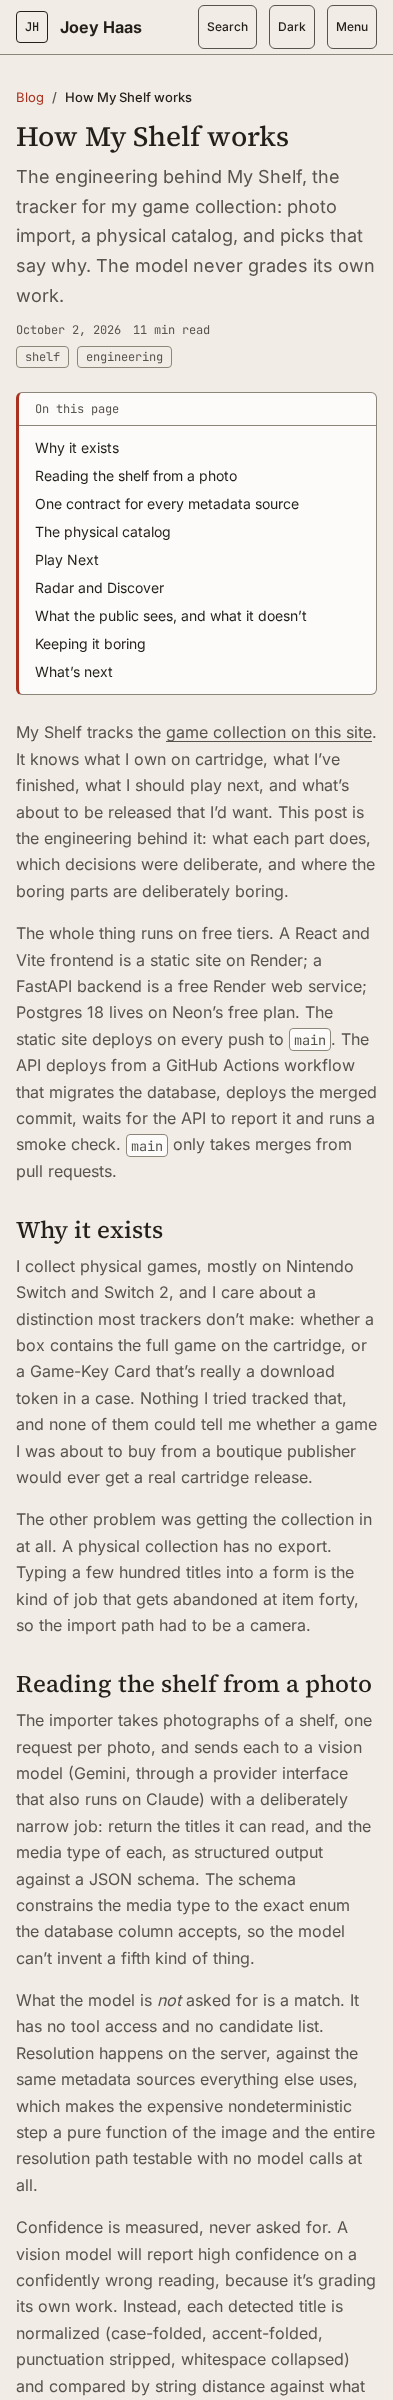 JH Joey Haas Search Dark Menu
Blog / How My Shelf works
How My Shelf works
The engineering behind My Shelf, the
tracker for my game collection: photo
import, a physical catalog, and picks that
say why. The model never grades its own
work.
October 2, 2026 11 min read
shelf engineering
On this page
Why it exists
Reading the shelf from a photo
One contract for every metadata source
The physical catalog
Play Next
Radar and Discover
What the public sees, and what it doesn’t
Keeping it boring
What’s next
My Shelf tracks the game collection on this site.
It knows what I own on cartridge, what I’ve
finished, what I should play next, and what’s
about to be released that I’d want. This post is
the engineering behind it: what each part does,
which decisions were deliberate, and where the
boring parts are deliberately boring.
The whole thing runs on free tiers. A React and
Vite frontend is a static site on Render; a
FastAPI backend is a free Render web service;
Postgres 18 lives on Neon’s free plan. The
static site deploys on every push to main. The
API deploys from a GitHub Actions workflow
that migrates the database, deploys the merged
commit, waits for the API to report it and runs a
smoke check. main only takes merges from
pull requests.
Why it exists
I collect physical games, mostly on Nintendo
Switch and Switch 2, and I care about a
distinction most trackers don’t make: whether a
box contains the full game on the cartridge, or
a Game-Key Card that’s really a download
token in a case. Nothing I tried tracked that,
and none of them could tell me whether a game
I was about to buy from a boutique publisher
would ever get a real cartridge release.
The other problem was getting the collection in
at all. A physical collection has no export.
Typing a few hundred titles into a form is the
kind of job that gets abandoned at item forty,
so the import path had to be a camera.
Reading the shelf from a photo
The importer takes photographs of a shelf, one
request per photo, and sends each to a vision
model (Gemini, through a provider interface
that also runs on Claude) with a deliberately
narrow job: return the titles it can read, and the
media type of each, as structured output
against a JSON schema. The schema
constrains the media type to the exact enum
the database column accepts, so the model
can’t invent a fifth kind of thing.
What the model is not asked for is a match. It
has no tool access and no candidate list.
Resolution happens on the server, against the
same metadata sources everything else uses,
which makes the expensive nondeterministic
step a pure function of the image and the entire
resolution path testable with no model calls at
all.
Confidence is measured, never asked for. A
vision model will report high confidence on a
confidently wrong reading, because it’s grading
its own work. Instead, each detected title is
normalized (case-folded, accent-folded,
punctuation stripped, whitespace collapsed)
and compared by string distance against what